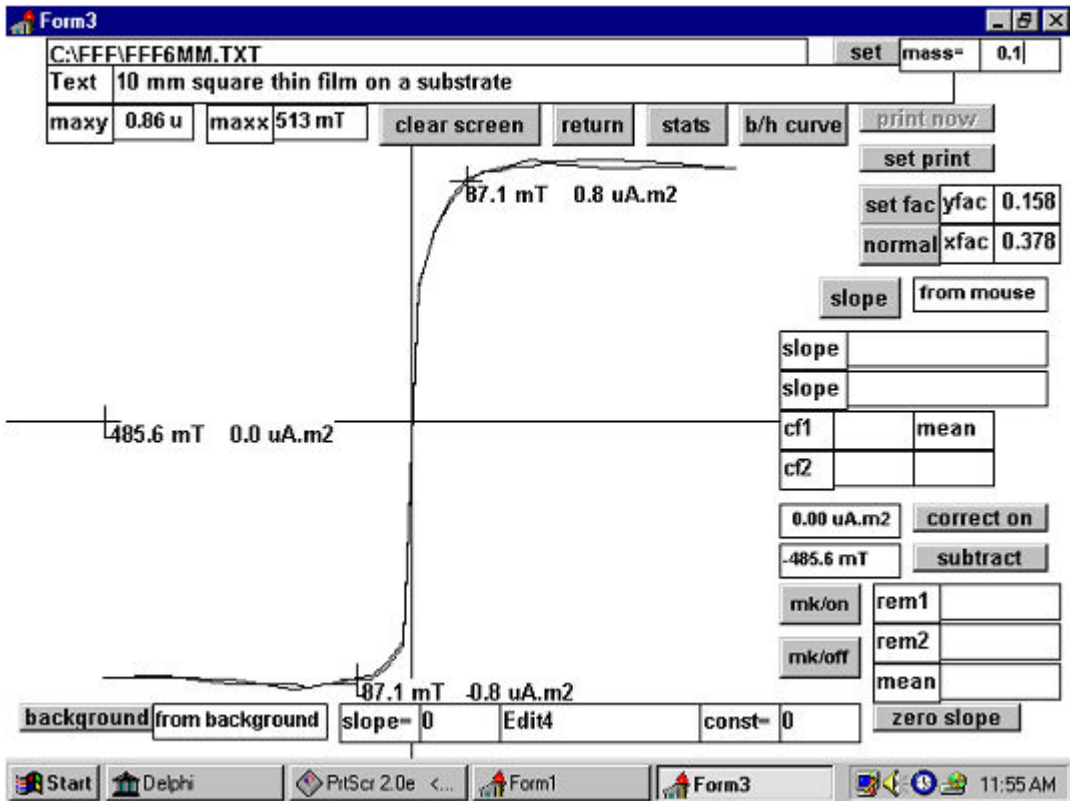 Form3
C:\FFF\FFF6MM.TXT set mass= 0.1
Text 10 mm square thin film on a substrate
maxy 0.86 u maxx 513 mT clear screen return stats b/h curve print now
set print
87.1 mT 0.8 uA.m2
set fac yfac 0.158
normal xfac 0.378
slope from mouse
slope
slope
-485.6 mT 0.0 uA.m2
cf1 mean
cf2
0.00 uA.m2 correct on
-485.6 mT subtract
mk/on rem1
rem2
mk/off
mean
-87.1 mT -0.8 uA.m2
background from background slope= 0 Edit4 const= 0 zero slope
Start Delphi PrtScr 2.0e <... Form1 Form3 11:55 AM